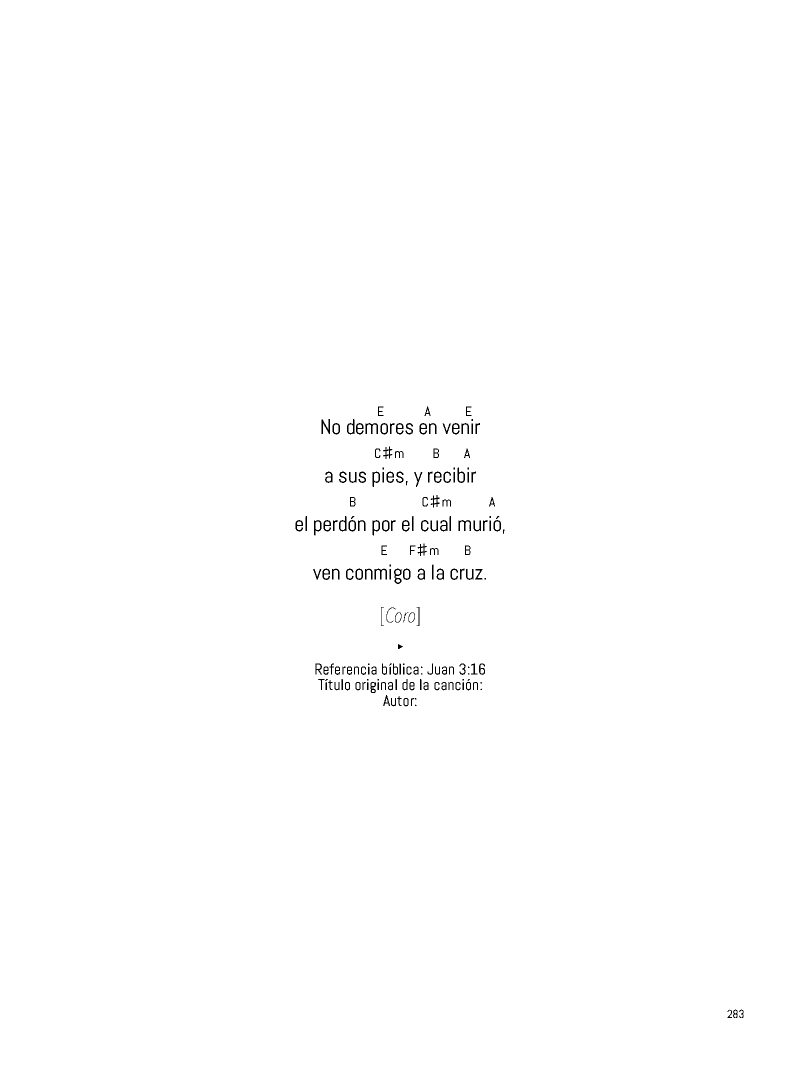 E A E
No demores en venir
C♯m B A
a sus pies, y recibir
B C♯m A
el perdón por el cual murió,
E F♯m B
ven conmigo a la cruz.
[Coro]
Referencia bíblica: Juan 3:16
Título original de la canción:
Autor:
283